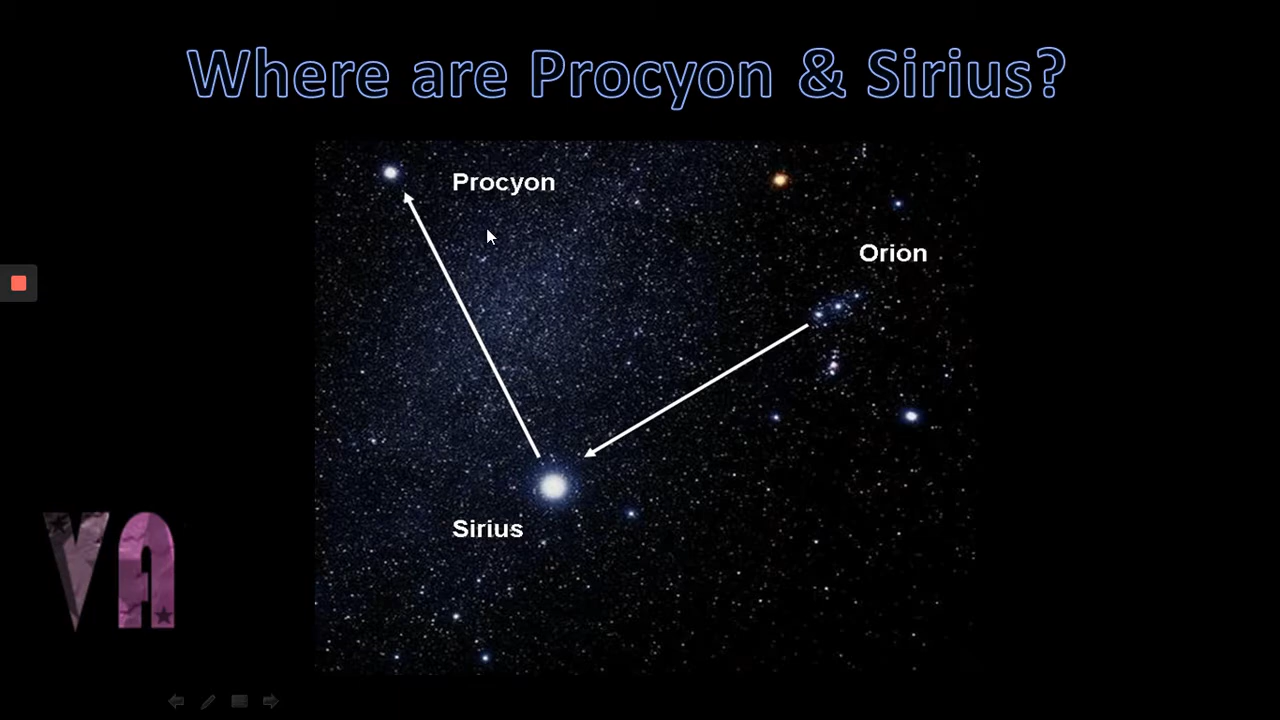 Where are Procyon & Sirius?
Procyon
Orion
Sirius
VA